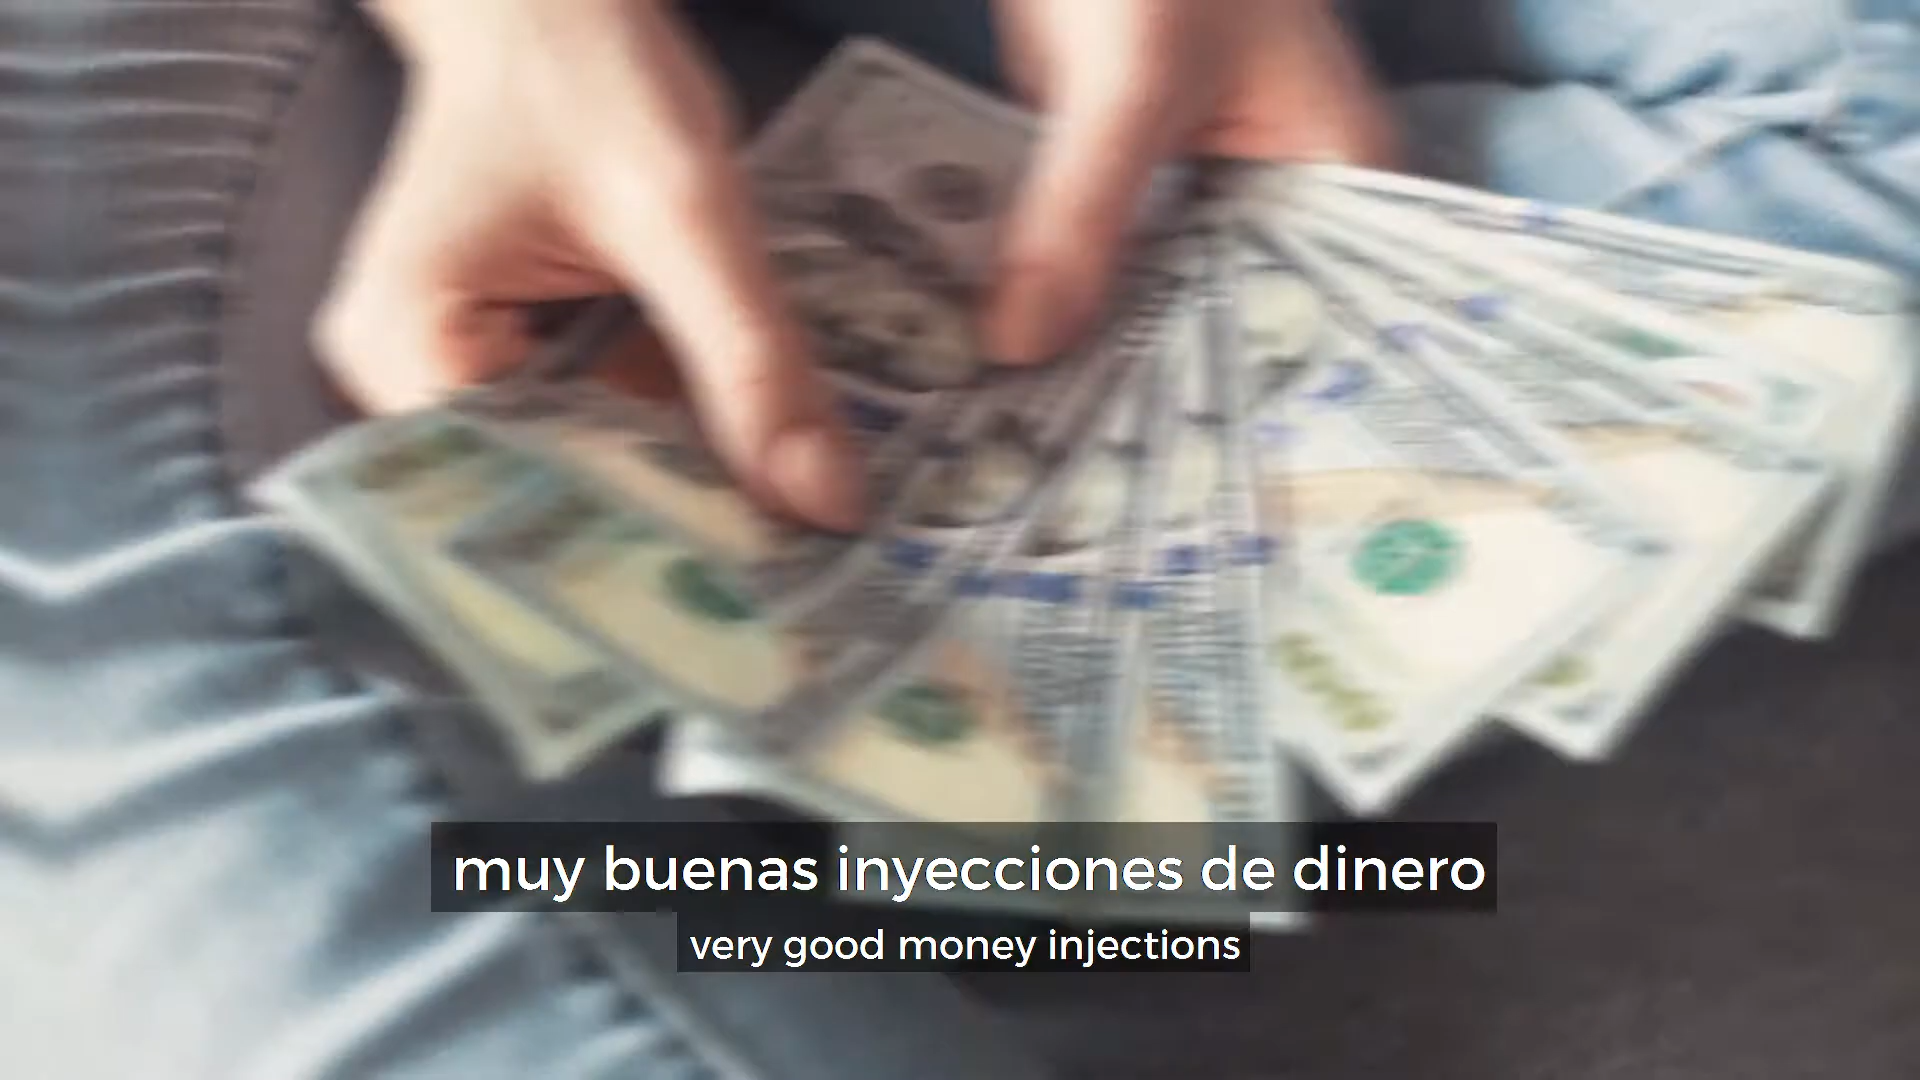 muy buenas inyecciones de dinero
very good money injections